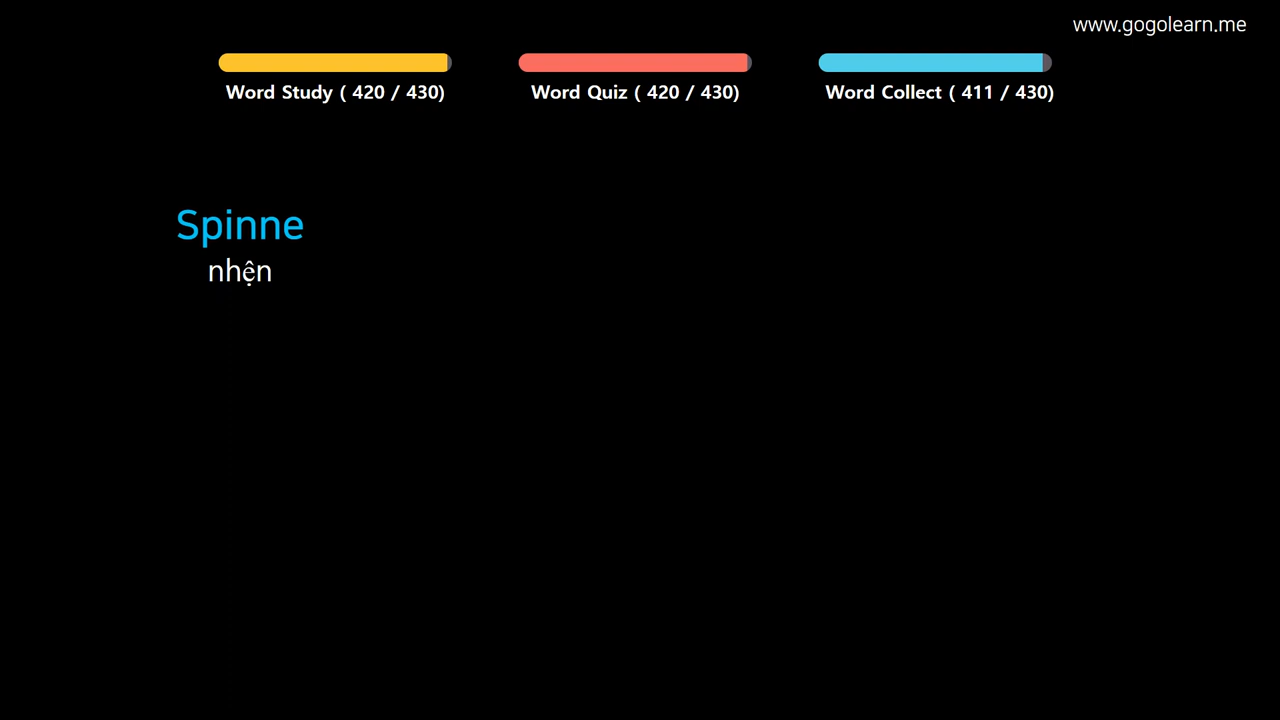 www.gogolearn.me
Word Study ( 420 / 430)
Word Quiz ( 420 / 430)
Word Collect ( 411 / 430)
Spinne
nhện